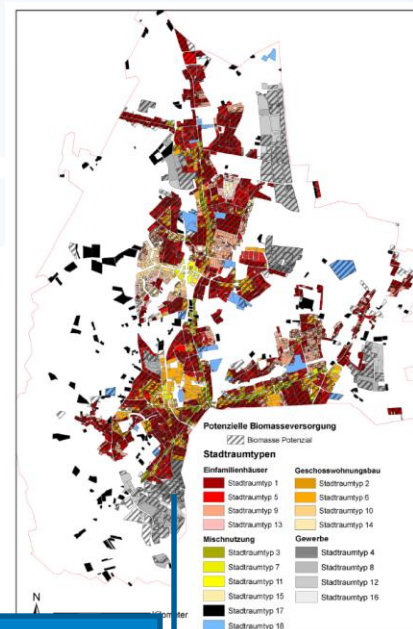 Potenzielle Biomasseversorgung
Biomasse Potenzial
Stadtraumtypen
Einfamilienhäuser
Stadtraumtyp 1
Stadtraumtyp 5
Stadtraumtyp 9
Stadtraumtyp 13
Geschosswohnungsbau
Stadtraumtyp 2
Stadtraumtyp 6
Stadtraumtyp 10
Stadtraumtyp 14
Mischnutzung
Stadtraumtyp 3
Stadtraumtyp 7
Stadtraumtyp 11
Stadtraumtyp 15
Stadtraumtyp 17
Stadtraumtyp 18
Gewerbe
Stadtraumtyp 4
Stadtraumtyp 8
Stadtraumtyp 12
Stadtraumtyp 16
N